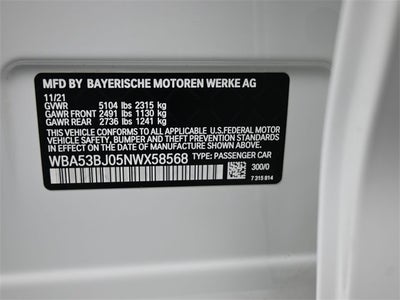 MFD BY BAYERISCHE MOTOREN WERKE AG
11/21
GVWR 5104 lbs 2315 kg
GAWR FRONT 2491 lbs 1130 kg
GAWR REAR 2736 lbs 1241 kg
THIS CONFORMS TO ALL APPLICABLE U.S. FEDERAL MOTOR
VEHICLE SAFETY, BUMPER, AND THEFT PREVENTION STANDARDS
IN EFFECT ON THE DATE OF MANUFACTURE SHOWN ABOVE.
WBA53BJ05NWX58568 TYPE: PASSENGER CAR
300/0
7 315 814